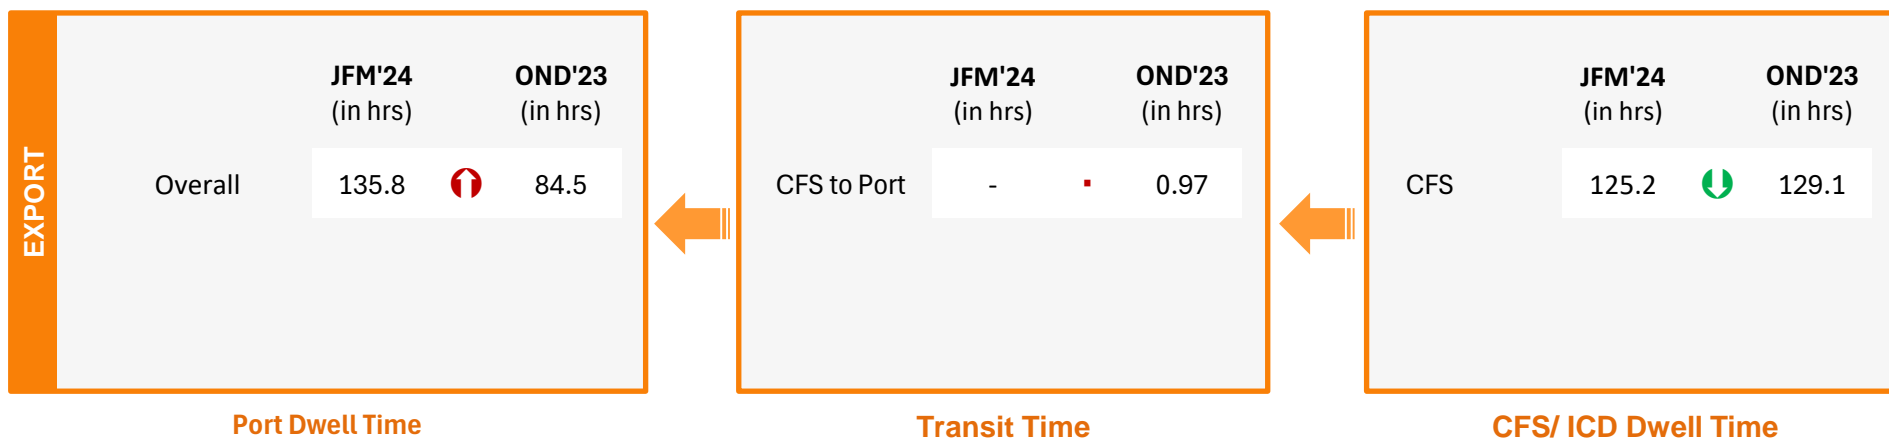 EXPORT
JFM'24 OND'23
(in hrs) (in hrs)
Overall 135.8 84.5
Port Dwell Time
JFM'24 OND'23
(in hrs) (in hrs)
CFS to Port - 0.97
Transit Time
JFM'24 OND'23
(in hrs) (in hrs)
CFS 125.2 129.1
CFS/ ICD Dwell Time